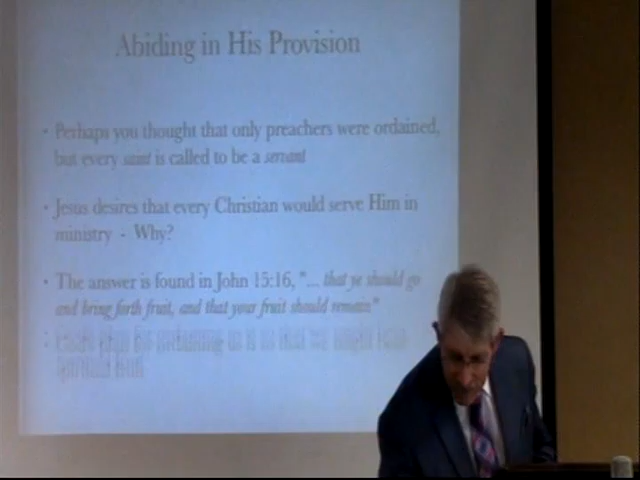 Abiding in His Provision
• Perhaps you thought that only preachers were ordained,
but every saint is called to be a servant
• Jesus desires that every Christian would serve Him in
ministry - Why?
• The answer is found in John 15:16, "... that ye should go
and bring forth fruit, and that your fruit should remain"